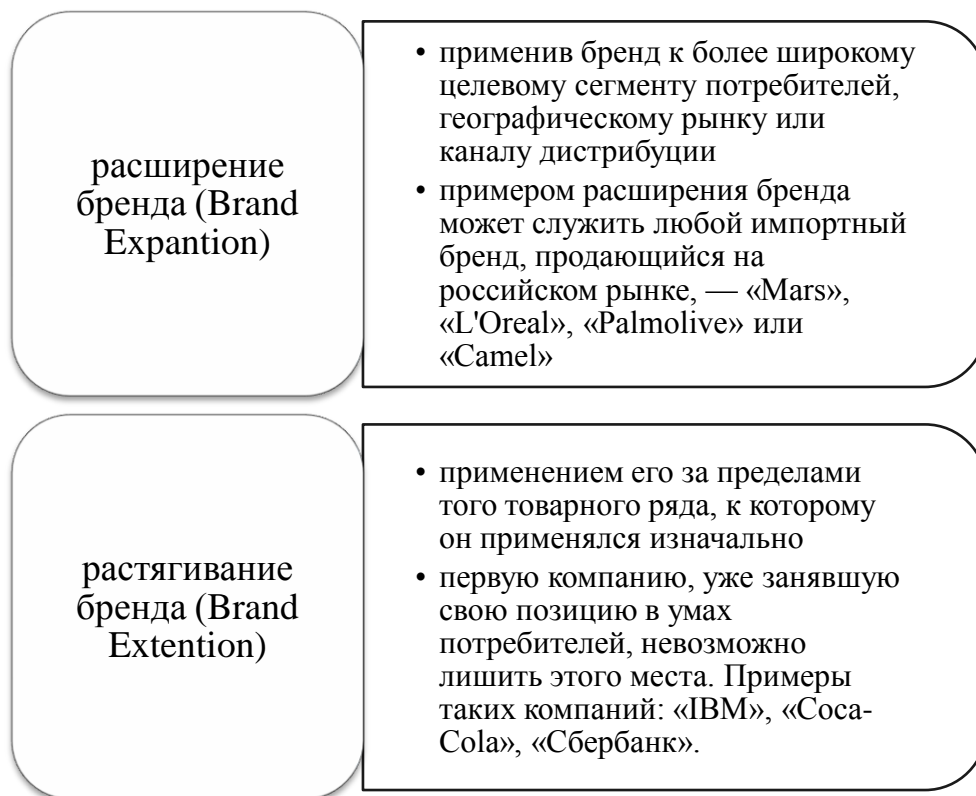 расширение
бренда (Brand
Expantion)
• применив бренд к более широкому
целевому сегменту потребителей,
географическому рынку или
каналу дистрибуции
• примером расширения бренда
может служить любой импортный
бренд, продающийся на
российском рынке, — «Mars»,
«L'Oreal», «Palmolive» или
«Camel»
растягивание
бренда (Brand
Extention)
• применением его за пределами
того товарного ряда, к которому
он применялся изначально
• первую компанию, уже занявшую
свою позицию в умах
потребителей, невозможно
лишить этого места. Примеры
таких компаний: «IBM», «Coca-
Cola», «Сбербанк».